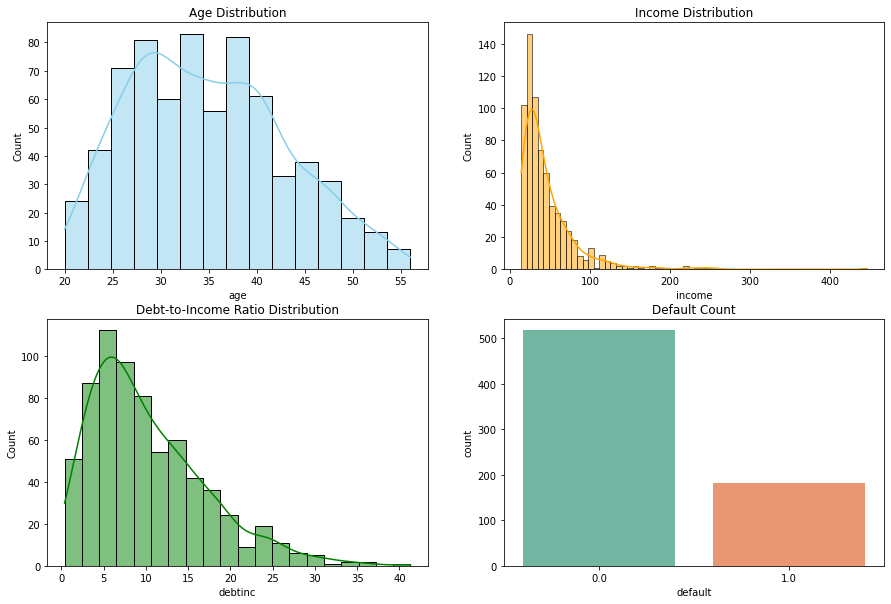 Age Distribution
80
70
60
50
40
30
20
10
0
Count
20 25 30 35 40 45 50 55
age
Income Distribution
140
120
100
80
60
40
20
0
Count
0 100 200 300 400
income
Debt-to-Income Ratio Distribution
100
80
60
40
20
0
Count
0 5 10 15 20 25 30 35 40
debtinc
Default Count
500
400
300
200
100
0
count
0.0 1.0
default